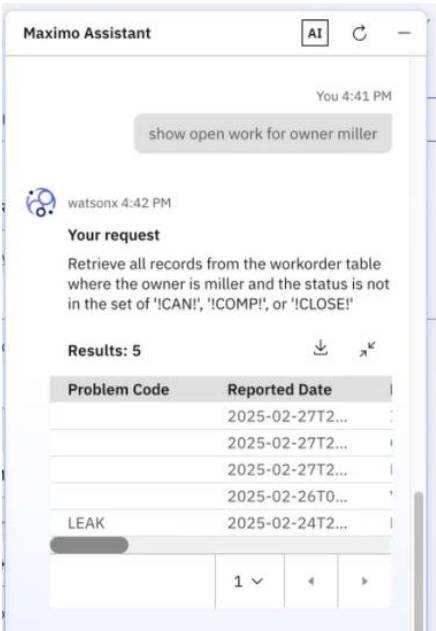 Maximo Assistant AI
You 4:41 PM
show open work for owner miller
watsonx 4:42 PM
Your request
Retrieve all records from the workorder table
where the owner is miller and the status is not
in the set of '!CAN!', '!COMP!', or '!CLOSE!'
Results: 5
Problem Code Reported Date
2025-02-27T2...
2025-02-27T2...
2025-02-27T2...
2025-02-26T0...
LEAK 2025-02-24T2...
1